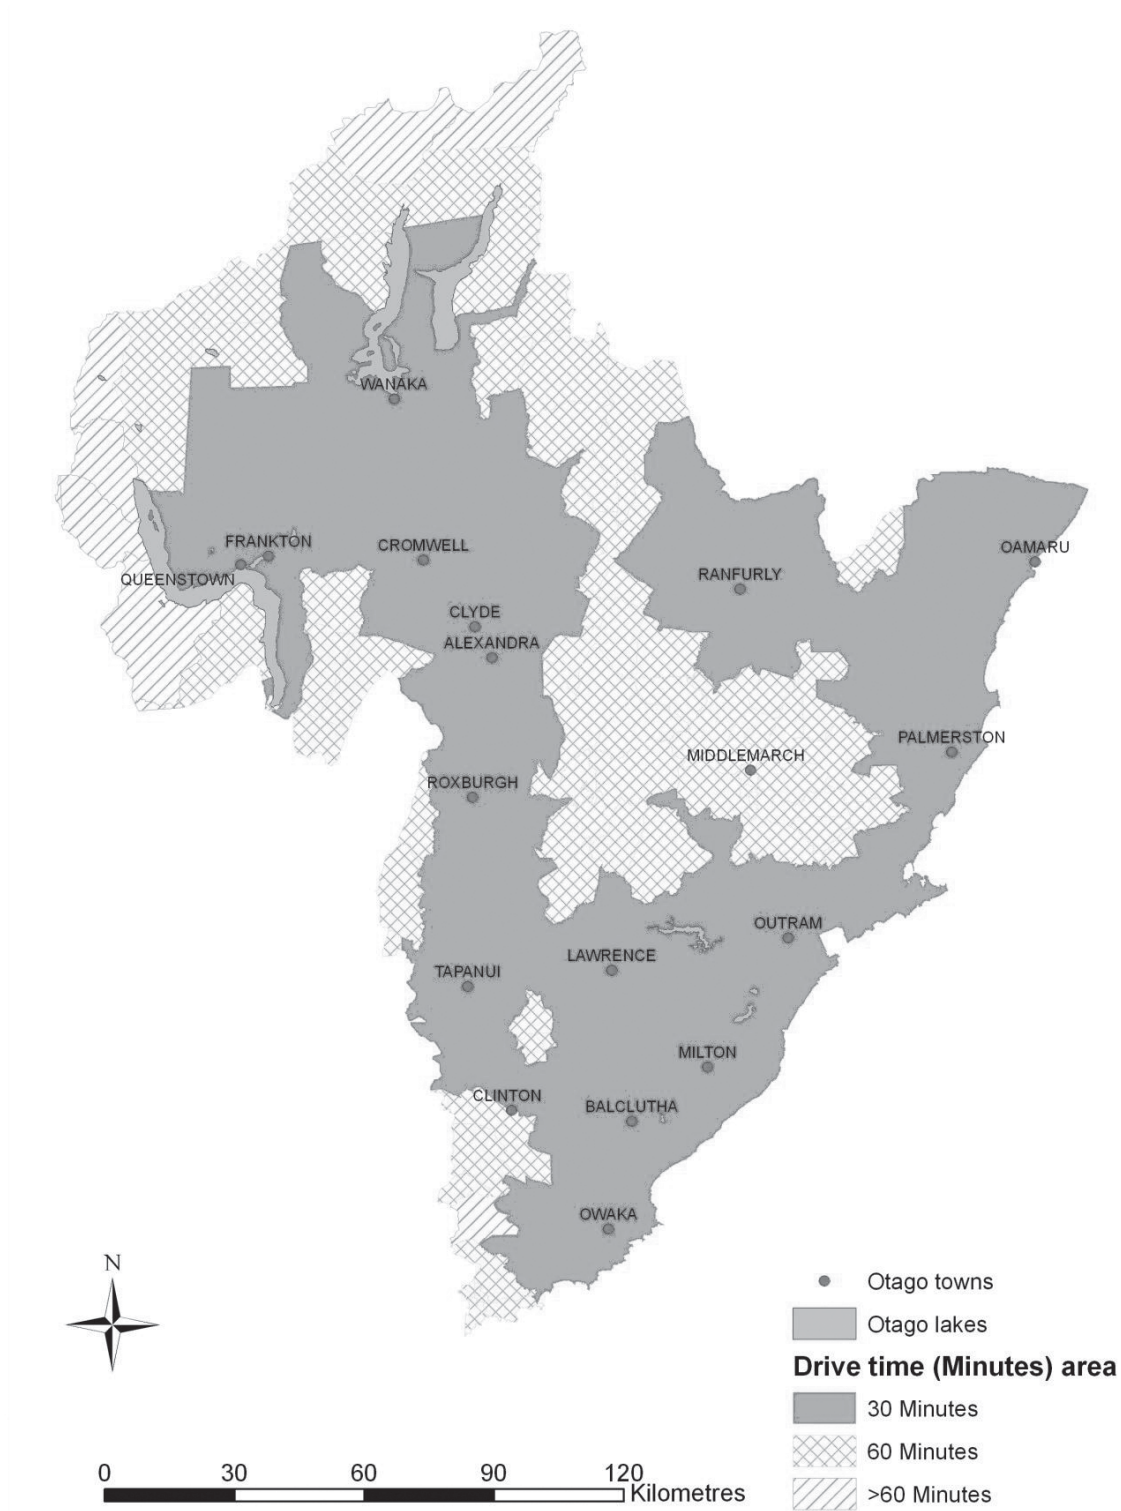 WANAKA
FRANKTON
CROMWELL
OAMARU
QUEENSTOWN
RANFURLY
CLYDE
ALEXANDRA
PALMERSTON
MIDDLEMARCH
ROXBURGH
OUTRAM
LAWRENCE
TAPANUI
MILTON
CLINTON
BALCLUTHA
OWAKA
N
Otago towns
Otago lakes
Drive time (Minutes) area
30 Minutes
60 Minutes
>60 Minutes
0 30 60 90 120
Kilometres